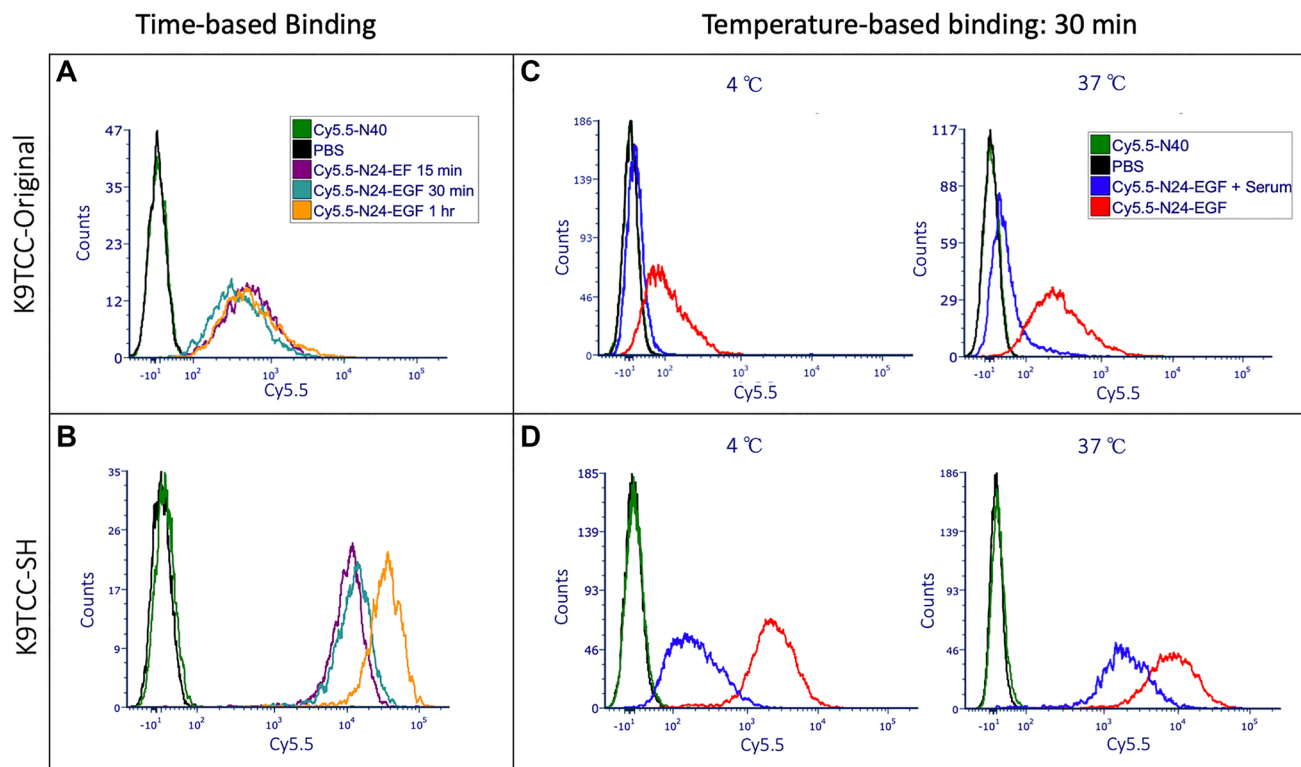 Time-based Binding
Temperature-based binding: 30 min
K9TCC-Original
A
47
35
23
12
0
Counts
-10¹ 10² 10³ 10⁴ 10⁵
Cy5.5
Cy5.5-N40
PBS
Cy5.5-N24-EF 15 min
Cy5.5-N24-EGF 30 min
Cy5.5-N24-EGF 1 hr
C
4 ℃
186
139
93
46
0
Counts
-10¹ 10² 10³ 10⁴ 10⁵
Cy5.5
37 ℃
117
88
59
29
0
Counts
-10¹ 10² 10³ 10⁴ 10⁵
Cy5.5
Cy5.5-N40
PBS
Cy5.5-N24-EGF + Serum
Cy5.5-N24-EGF
K9TCC-SH
B
35
26
17
9
0
Counts
-10¹ 10² 10³ 10⁴ 10⁵
Cy5.5
D
4 ℃
185
139
93
46
0
Counts
-10¹ 10² 10³ 10⁴ 10⁵
Cy5.5
37 ℃
186
139
93
46
0
Counts
-10¹ 10² 10³ 10⁴ 10⁵
Cy5.5